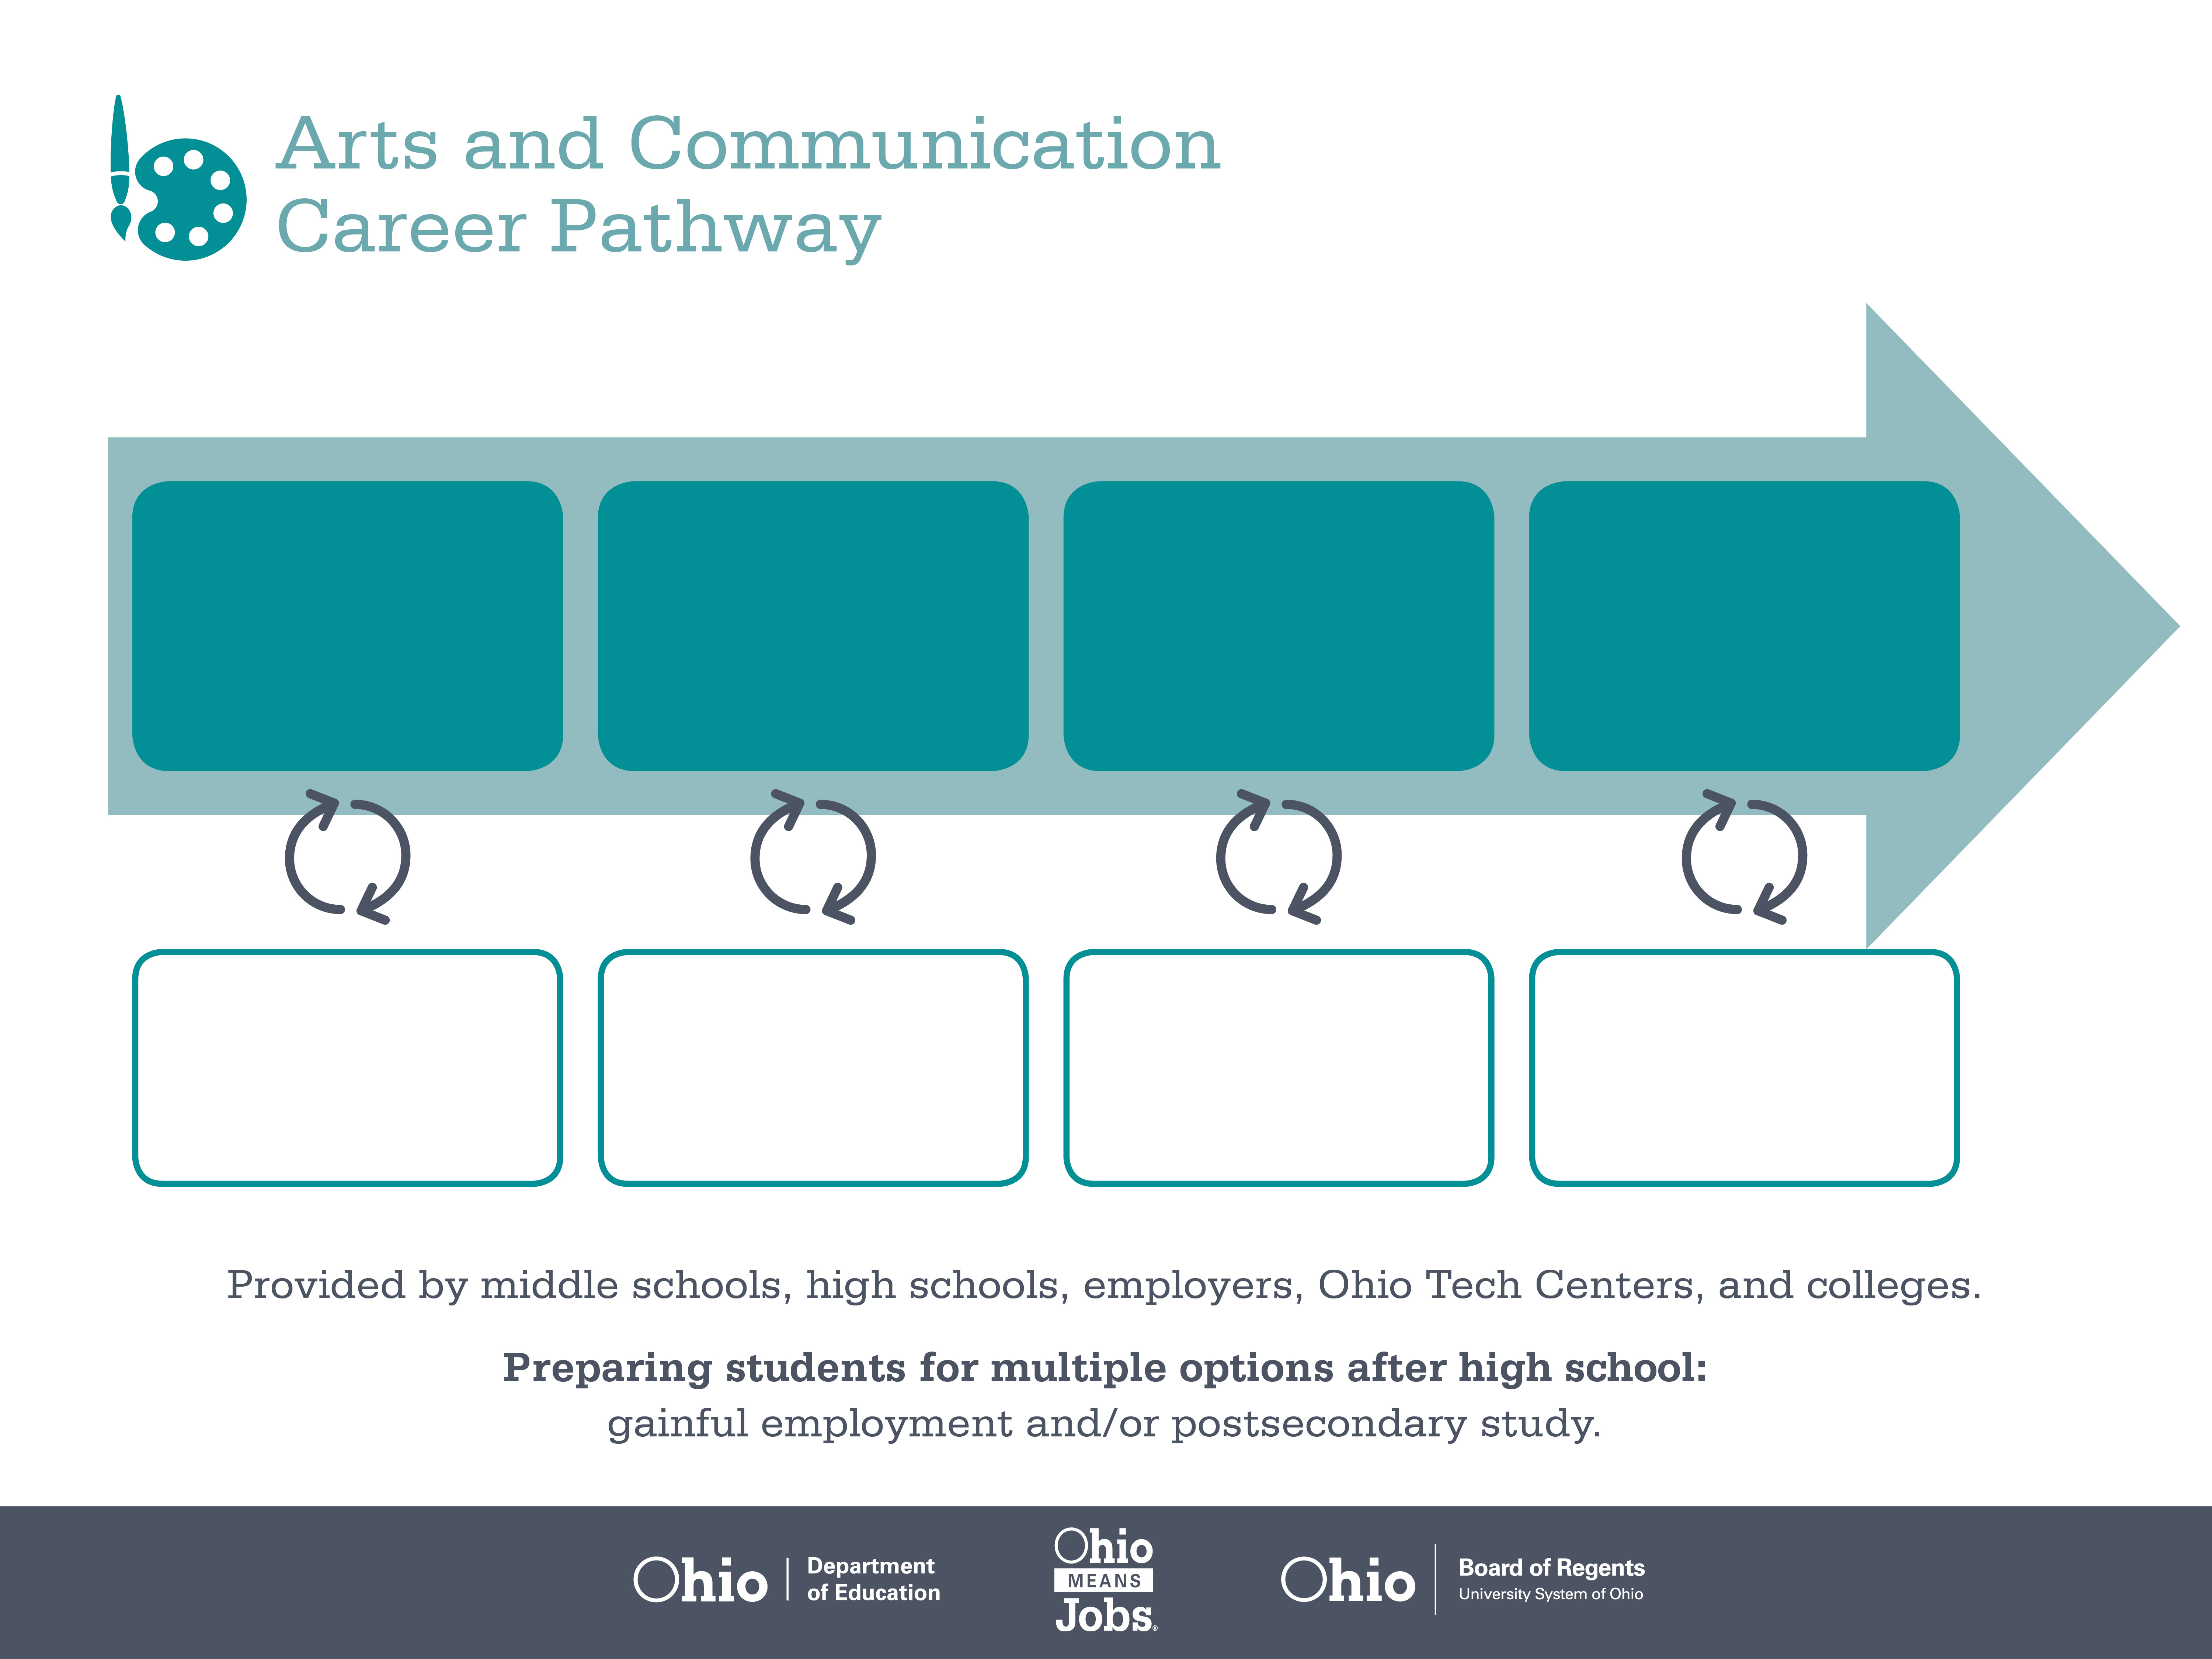 Arts and Communication
Career Pathway
Provided by middle schools, high schools, employers, Ohio Tech Centers, and colleges.
Preparing students for multiple options after high school:
gainful employment and/or postsecondary study.
Ohio
Department
of Education
Ohio
MEANS
Jobs®
Ohio
Board of Regents
University System of Ohio